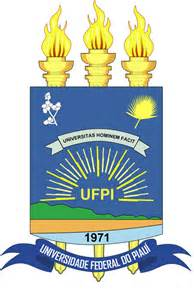 UNIVERSITAS HOMINEM FACIT
UFPI
1971
UNIVERSIDADE FEDERAL DO PIAUÍ